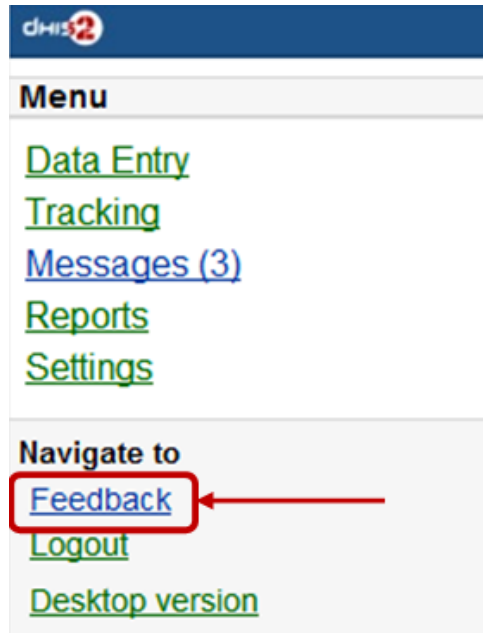 dhis2
Menu
Data Entry
Tracking
Messages (3)
Reports
Settings
Navigate to
Feedback
Logout
Desktop version